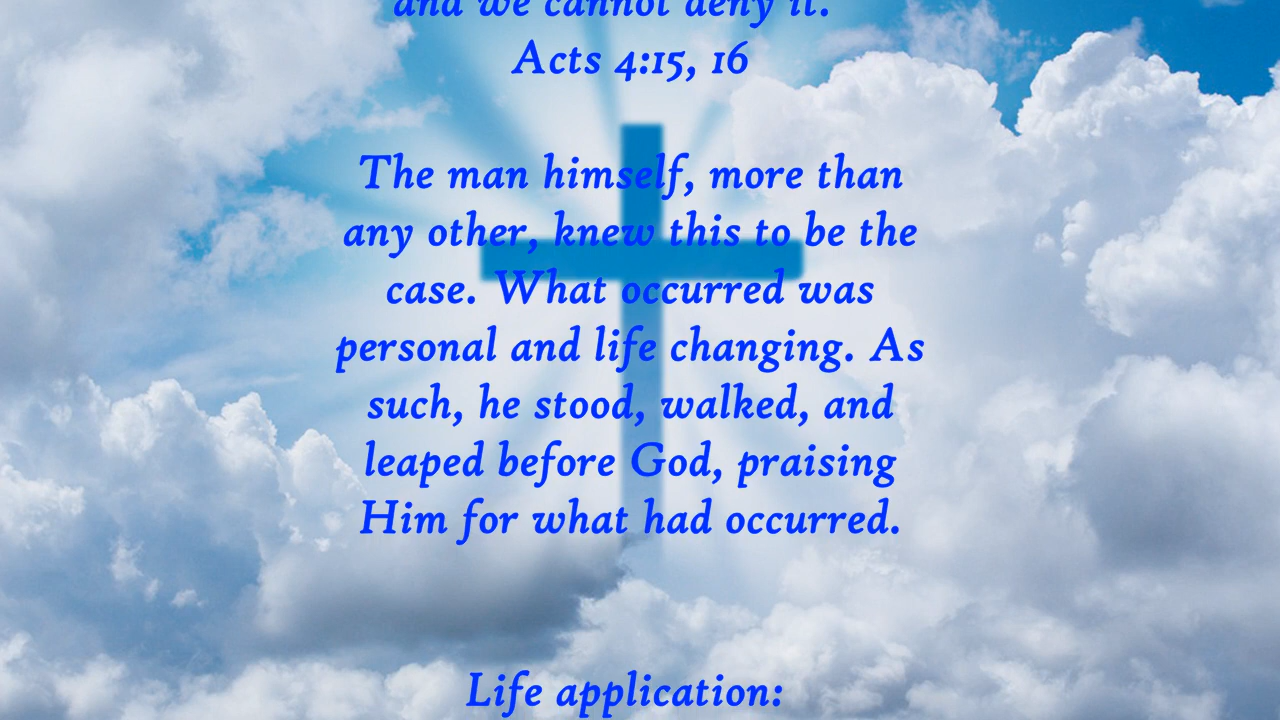 and we cannot deny it.
Acts 4:15, 16
The man himself, more than
any other, knew this to be the
case. What occurred was
personal and life changing. As
such, he stood, walked, and
leaped before God, praising
Him for what had occurred.
Life application: